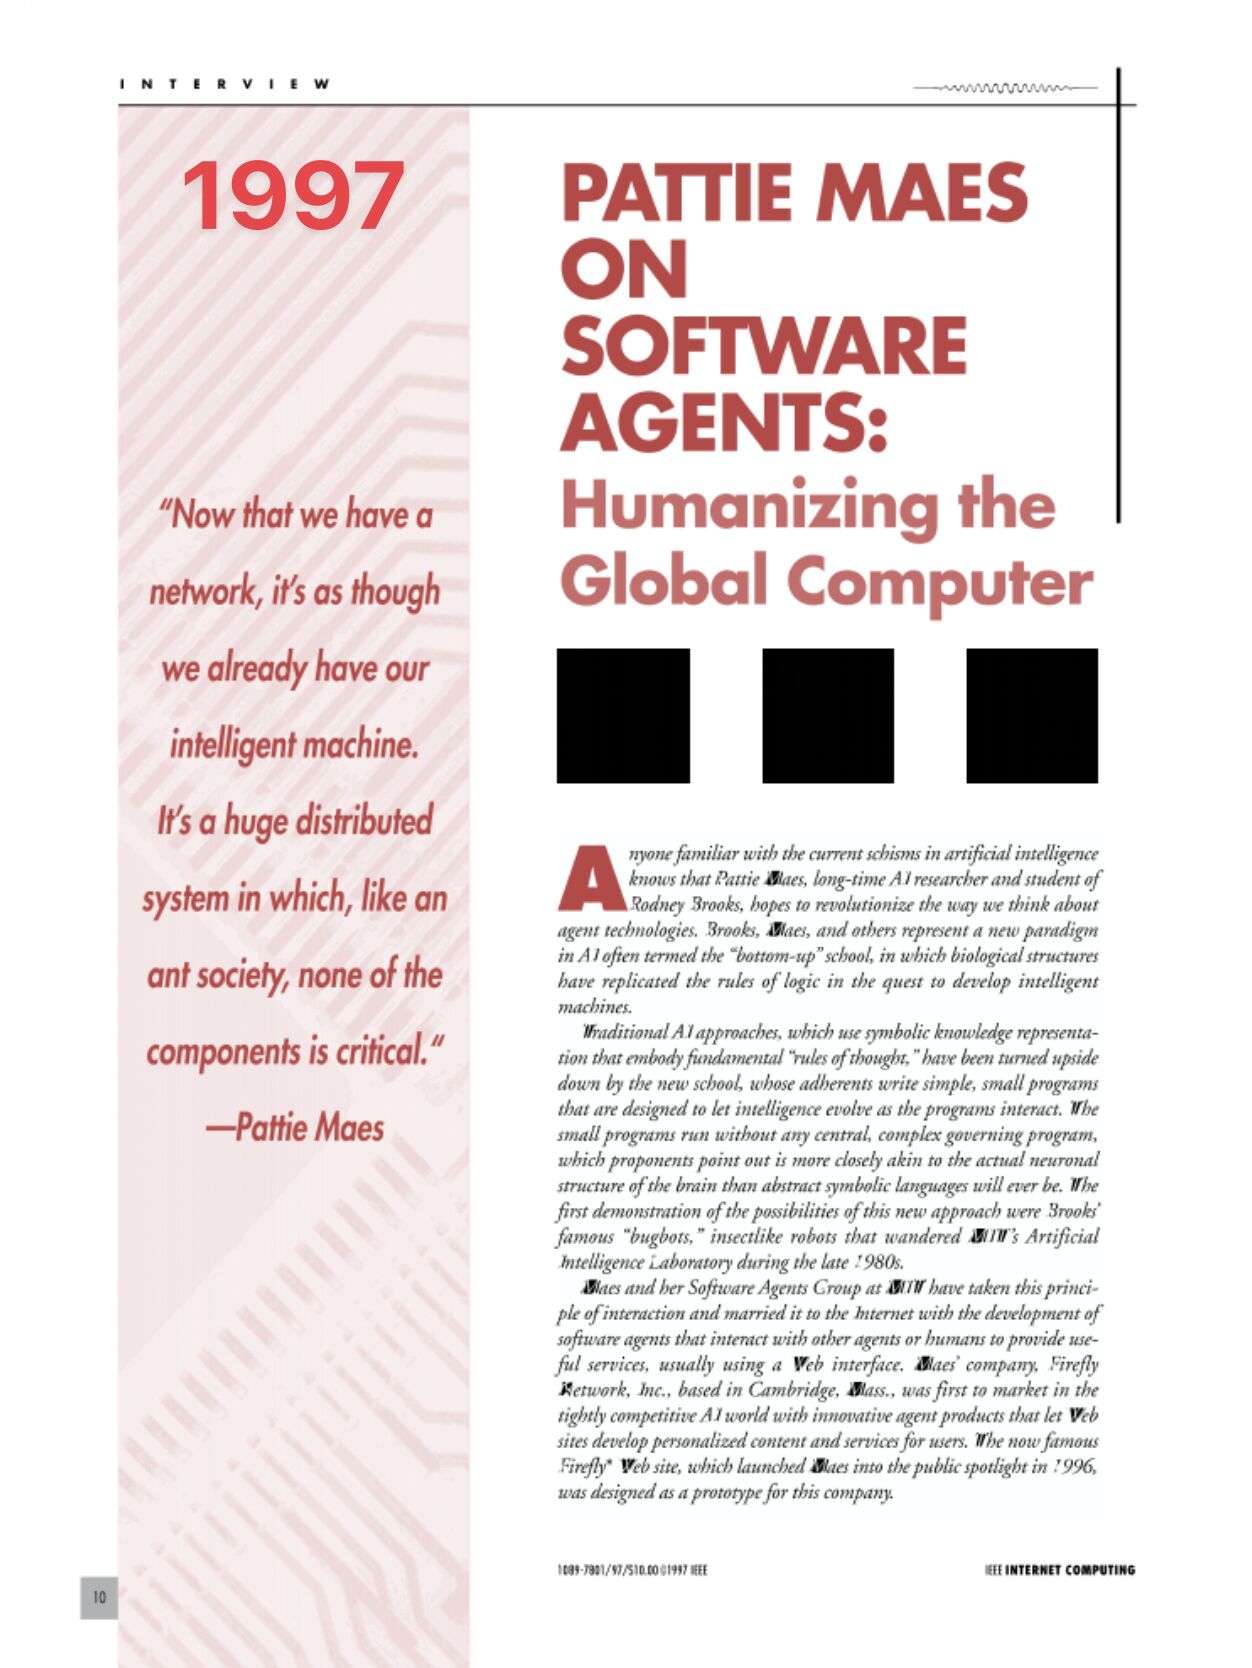 INTERVIEW
1997
"Now that we have a
network, it's as though
we already have our
intelligent machine.
It's a huge distributed
system in which, like an
ant society, none of the
components is critical."
—Pattie Maes
PATTIE MAES
ON
SOFTWARE
AGENTS:
Humanizing the
Global Computer
Anyone familiar with the current schisms in artificial intelligence
knows that Pattie Maes, long-time AI researcher and student of
Rodney Brooks, hopes to revolutionize the way we think about
agent technologies. Brooks, Maes, and others represent a new paradigm
in AI often termed the "bottom-up" school, in which biological structures
have replicated the rules of logic in the quest to develop intelligent
machines.
Traditional AI approaches, which use symbolic knowledge representa-
tion that embody fundamental "rules of thought," have been turned upside
down by the new school, whose adherents write simple, small programs
that are designed to let intelligence evolve as the programs interact. The
small programs run without any central, complex governing program,
which proponents point out is more closely akin to the actual neuronal
structure of the brain than abstract symbolic languages will ever be. The
first demonstration of the possibilities of this new approach were Brooks'
famous "bugbots," insectlike robots that wandered MIT's Artificial
Intelligence Laboratory during the late 1980s.
Maes and her Software Agents Group at MIT have taken this princi-
ple of interaction and married it to the Internet with the development of
software agents that interact with other agents or humans to provide use-
ful services, usually using a Web interface. Maes' company, Firefly
Network, Inc., based in Cambridge, Mass., was first to market in the
tightly competitive AI world with innovative agent products that let Web
sites develop personalized content and services for users. The now famous
Firefly* Web site, which launched Maes into the public spotlight in 1996,
was designed as a prototype for this company.
10
1089-7801/97/$10.00 ©1997 IEEE
IEEE INTERNET COMPUTING